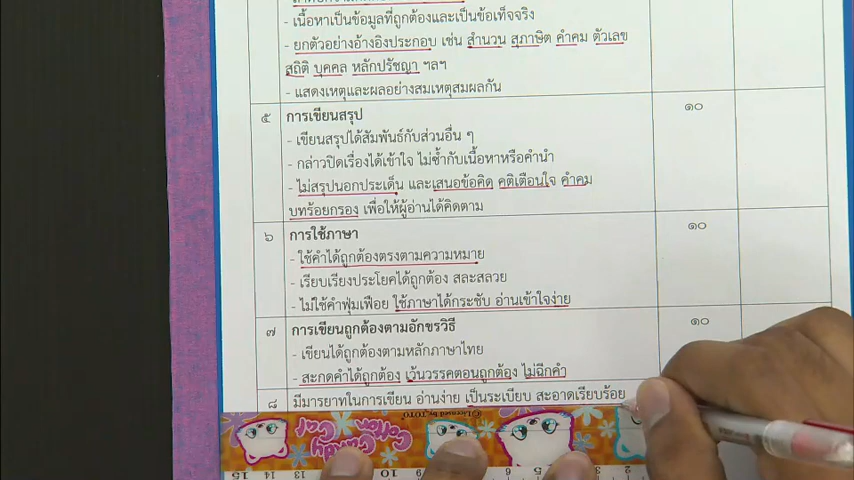 - เนื้อหาเป็นข้อมูลที่ถูกต้องและเป็นข้อเท็จจริง
- ยกตัวอย่างอ้างอิงประกอบ เช่น สำนวน สุภาษิต คำคม ตัวเลข
สถิติ บุคคล หลักปรัชญา ฯลฯ
- แสดงเหตุและผลอย่างสมเหตุสมผลกัน
๕ การเขียนสรุป ๑๐
- เขียนสรุปได้สัมพันธ์กับส่วนอื่น ๆ
- กล่าวปิดเรื่องได้เข้าใจ ไม่ซ้ำกับเนื้อหาหรือคำนำ
- ไม่สรุปนอกประเด็น และเสนอข้อคิด คติเตือนใจ คำคม
บทร้อยกรอง เพื่อให้ผู้อ่านได้คิดตาม
๖ การใช้ภาษา ๑๐
- ใช้คำได้ถูกต้องตรงตามความหมาย
- เรียบเรียงประโยคได้ถูกต้อง สละสลวย
- ไม่ใช้คำฟุ่มเฟือย ใช้ภาษาได้กระชับ อ่านเข้าใจง่าย
๗ การเขียนถูกต้องตามอักขรวิธี ๑๐
- เขียนได้ถูกต้องตามหลักภาษาไทย
- สะกดคำได้ถูกต้อง เว้นวรรคตอนถูกต้อง ไม่ฉีกคำ
๘ มีมารยาทในการเขียน อ่านง่าย เป็นระเบียบ สะอาดเรียบร้อย
©Licensed by TOTO
Cotton Candy Cat
15 14 13 10 6 5 2